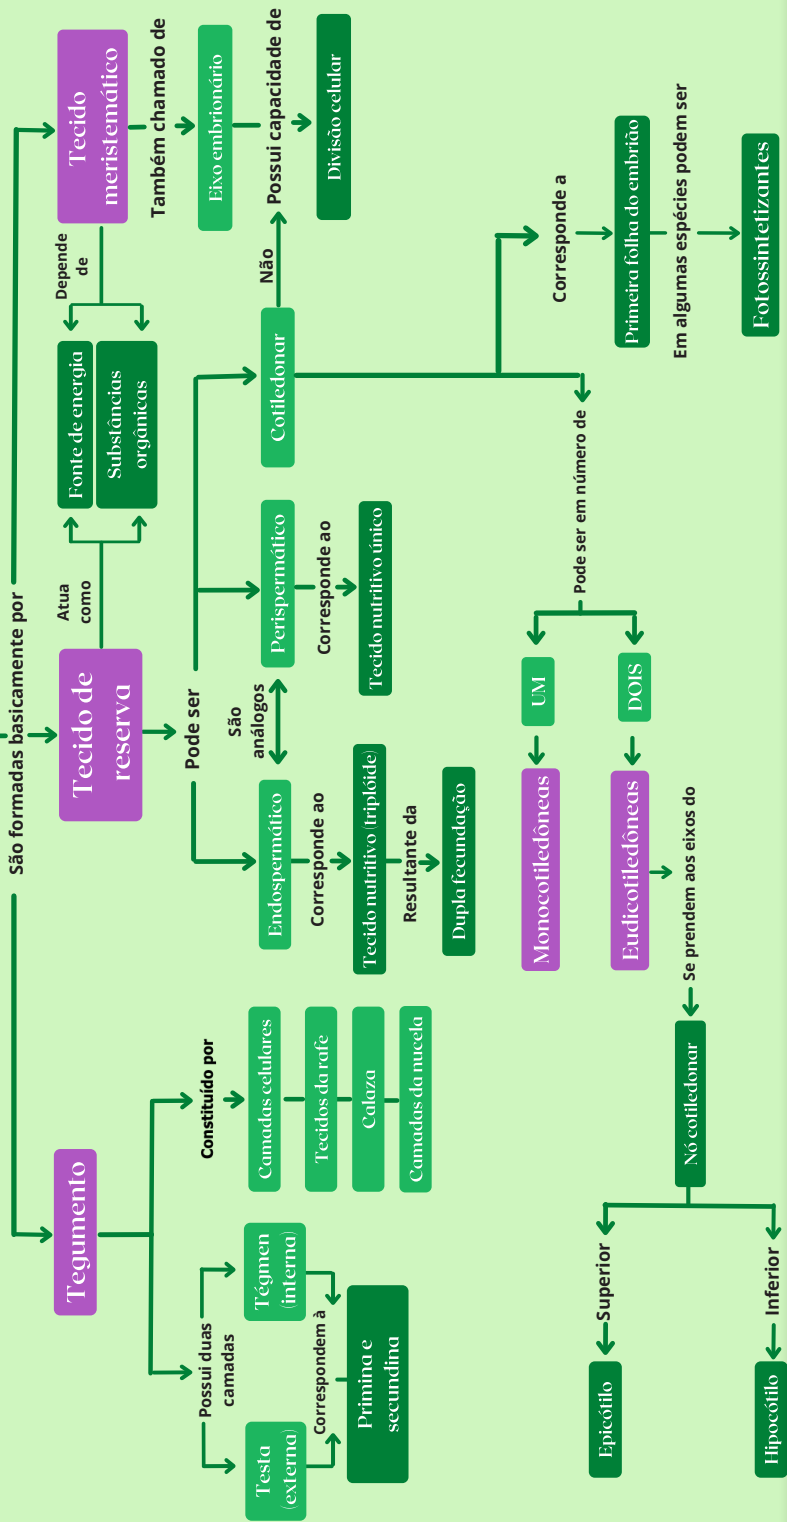 São formadas basicamente por
Tegumento
Possui duas
camadas
Testa
(externa)
Tégmen
(interna)
Correspondem à
Primina e
secundina
Constituído por
Camadas celulares
Tecidos da rafe
Calaza
Camadas da nucela
Tecido de
reserva
Atua
como
Fonte de energia
Substâncias
orgânicas
Depende
de
Pode ser
Endospermático
São
análogos
Perispermático
Cotiledonar
Corresponde ao
Tecido nutritivo (triplóide)
Resultante da
Dupla fecundação
Corresponde ao
Tecido nutritivo único
Não
Tecido
meristemático
Também chamado de
Eixo embrionário
Possui capacidade de
Divisão celular
Corresponde a
Primeira folha do embrião
Em algumas espécies podem ser
Fotossintetizantes
Pode ser em número de
UM
DOIS
Monocotiledôneas
Eudicotiledôneas
Se prendem aos eixos do
Nó cotiledonar
Superior
Epicótilo
Inferior
Hipocótilo